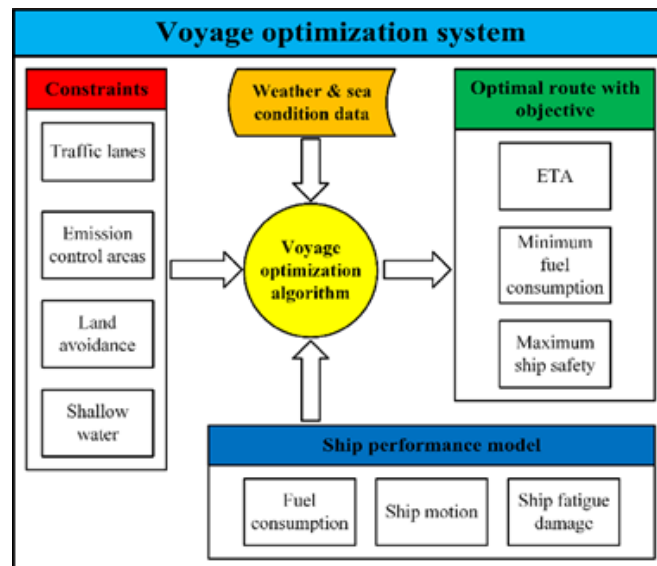 Voyage optimization system
Constraints
Traffic lanes
Emission
control areas
Land
avoidance
Shallow
water
Weather & sea
condition data
Voyage
optimization
algorithm
Optimal route with
objective
ETA
Minimum
fuel
consumption
Maximum
ship safety
Ship performance model
Fuel
consumption
Ship motion
Ship fatigue
damage